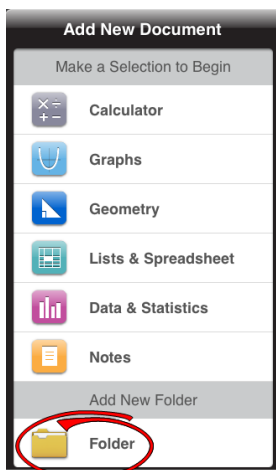 Add New Document
Make a Selection to Begin
Calculator
Graphs
Geometry
Lists & Spreadsheet
Data & Statistics
Notes
Add New Folder
Folder